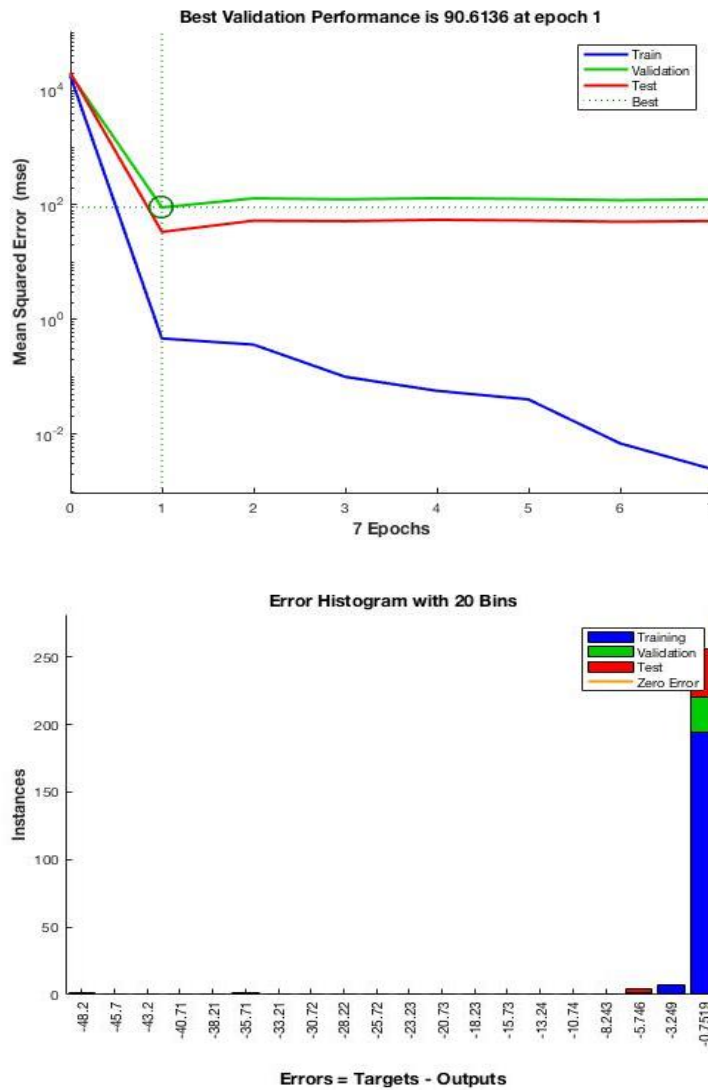 Best Validation Performance is 90.6136 at epoch 1
Train
Validation
Test
Best
Mean Squared Error (mse)
10^4
10^2
10^0
10^-2
0 1 2 3 4 5 6
7 Epochs
Error Histogram with 20 Bins
Training
Validation
Test
Zero Error
Instances
250
200
150
100
50
0
-48.2 -45.7 -43.2 -40.71 -38.21 -35.71 -33.21 -30.72 -28.22 -25.72 -23.23 -20.73 -18.23 -15.73 -13.24 -10.74 -8.243 -5.746 -3.249 -0.7519
Errors = Targets - Outputs